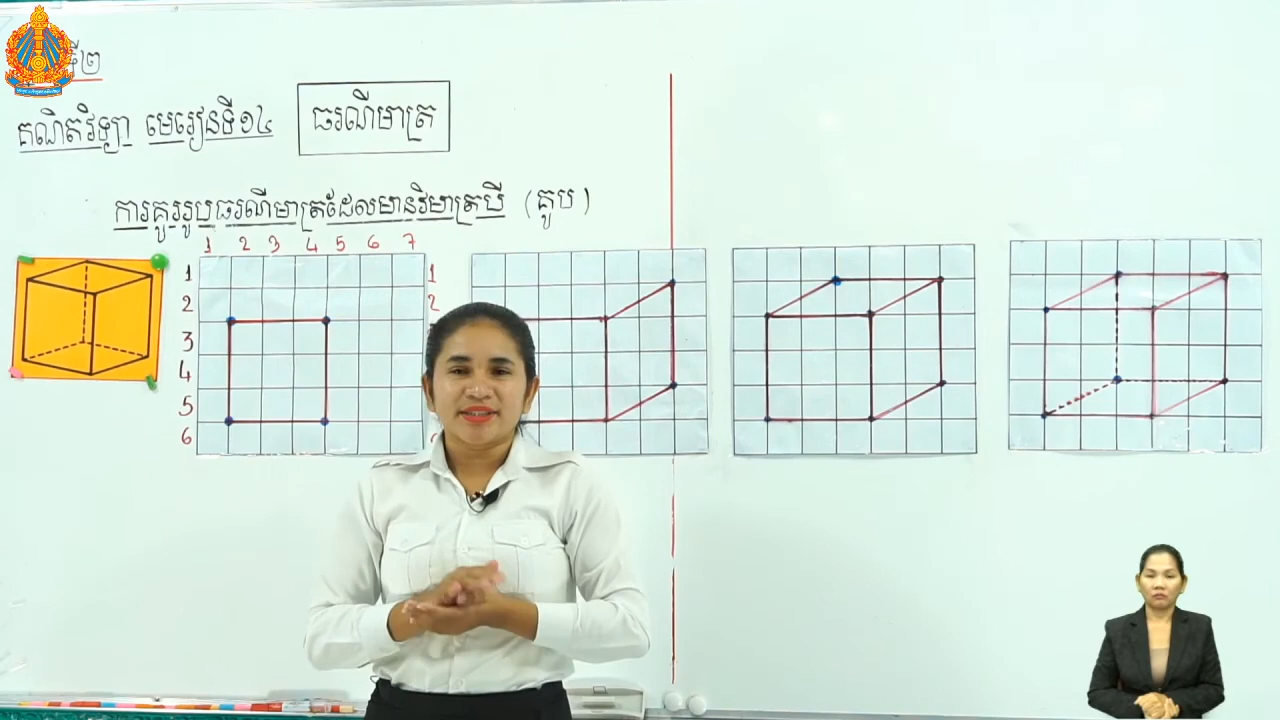 ទី២
គណិតវិទ្យា មេរៀនទី១៤ ធរណីមាត្រ
ការគូររូបធរណីមាត្រដែលមានវិមាត្របី (គូប)
1 2 3 4 5 6 7
1
2
3
4
5
6
1
2